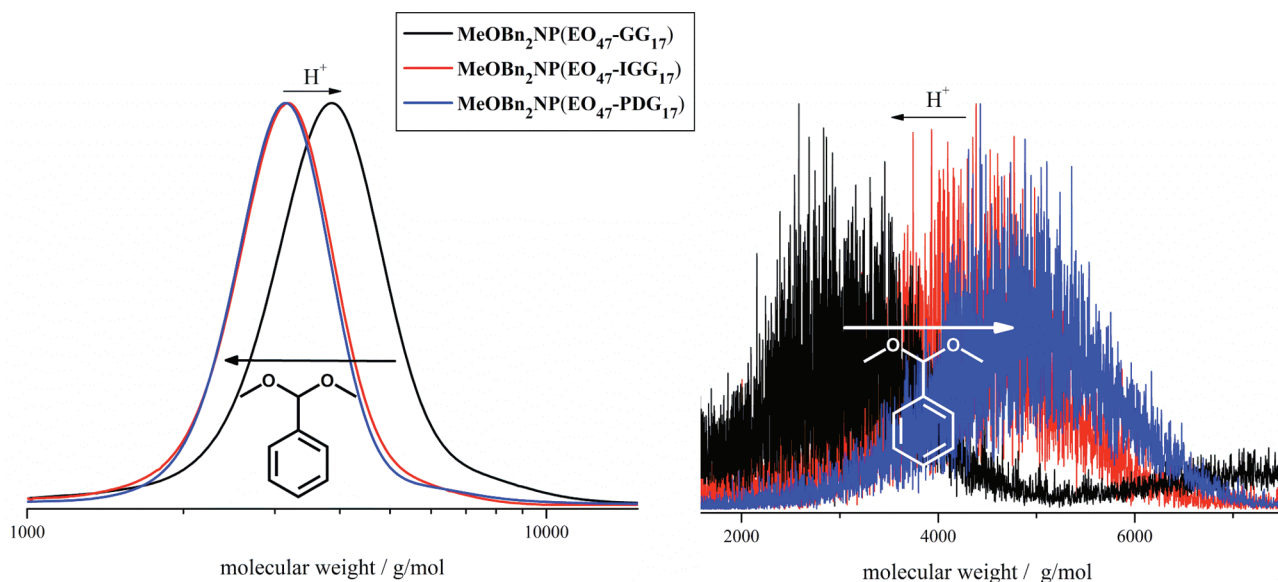 MeOBn₂NP(EO₄₇-GG₁₇)
MeOBn₂NP(EO₄₇-IGG₁₇)
MeOBn₂NP(EO₄₇-PDG₁₇)
H⁺
O O
1000 10000
molecular weight / g/mol
H⁺
O O
2000 4000 6000
molecular weight / g/mol